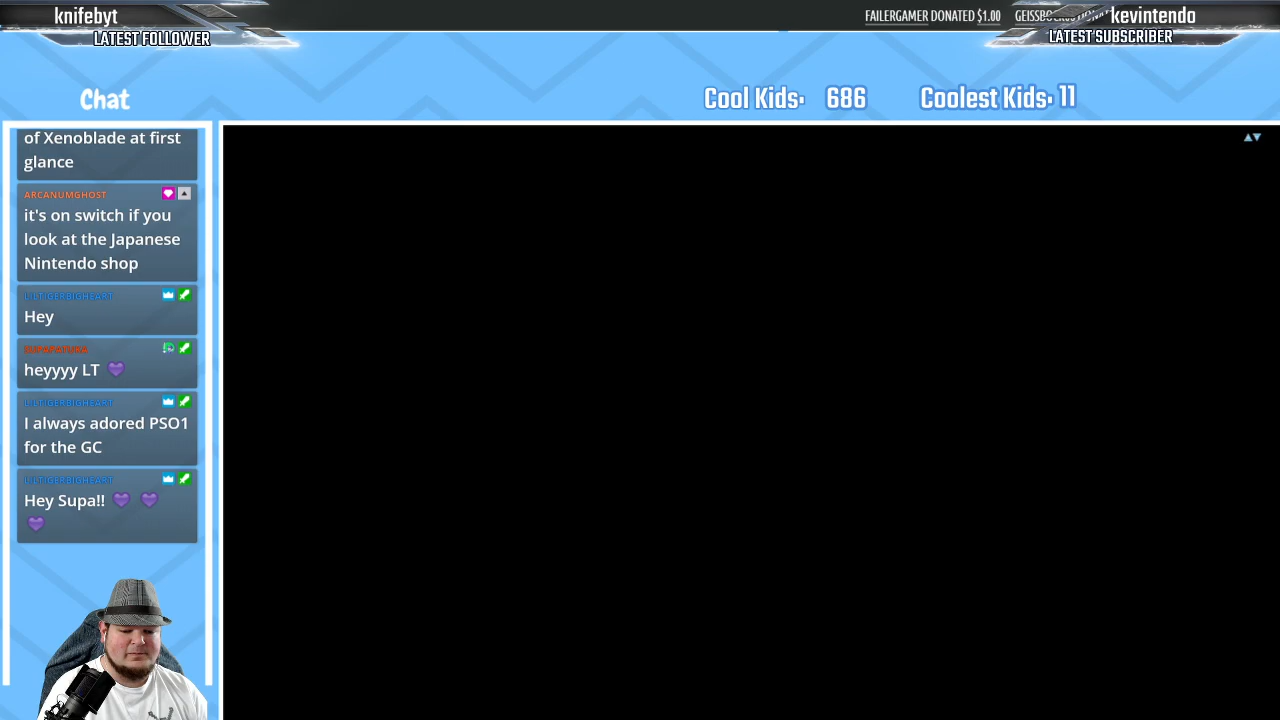 knifebyt
LATEST FOLLOWER
FAILERGAMER DONATED $1.00
kevintendo
LATEST SUBSCRIBER
Chat
Cool Kids: 686
Coolest Kids: 11
of Xenoblade at first
glance
ARCANUMGHOST
it's on switch if you
look at the Japanese
Nintendo shop
Hey
heyyyy LT 💜
I always adored PSO1
for the GC
Hey Supa!! 💜 💜
💜